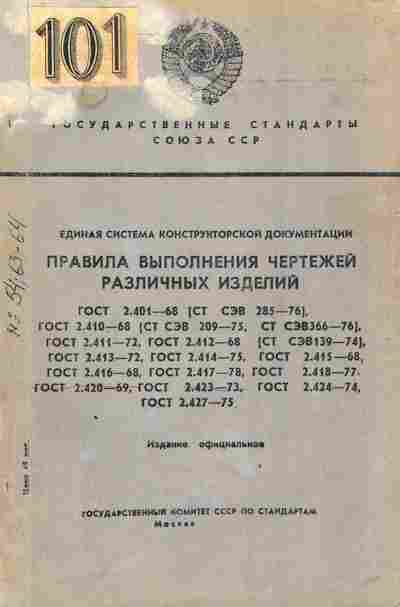 101
ГОСУДАРСТВЕННЫЕ СТАНДАРТЫ
СОЮЗА ССР
ЕДИНАЯ СИСТЕМА КОНСТРУКТОРСКОЙ ДОКУМЕНТАЦИИ
ПРАВИЛА ВЫПОЛНЕНИЯ ЧЕРТЕЖЕЙ
РАЗЛИЧНЫХ ИЗДЕЛИЙ
ГОСТ 2.401—68 [СТ СЭВ 285—76],
ГОСТ 2.410—68 [СТ СЭВ 209—75, СТ СЭВ366—76],
ГОСТ 2.411—72, ГОСТ 2.412—68 [СТ СЭВ139—74],
ГОСТ 2.413—72, ГОСТ 2.414—75, ГОСТ 2.415—68,
ГОСТ 2.416—68, ГОСТ 2.417—78, ГОСТ 2.418—77,
ГОСТ 2.420—69, ГОСТ 2.423—73, ГОСТ 2.424—74,
ГОСТ 2.427—75
Издание официальное
Цена
ГОСУДАРСТВЕННЫЙ КОМИТЕТ СССР ПО СТАНДАРТАМ
Москва